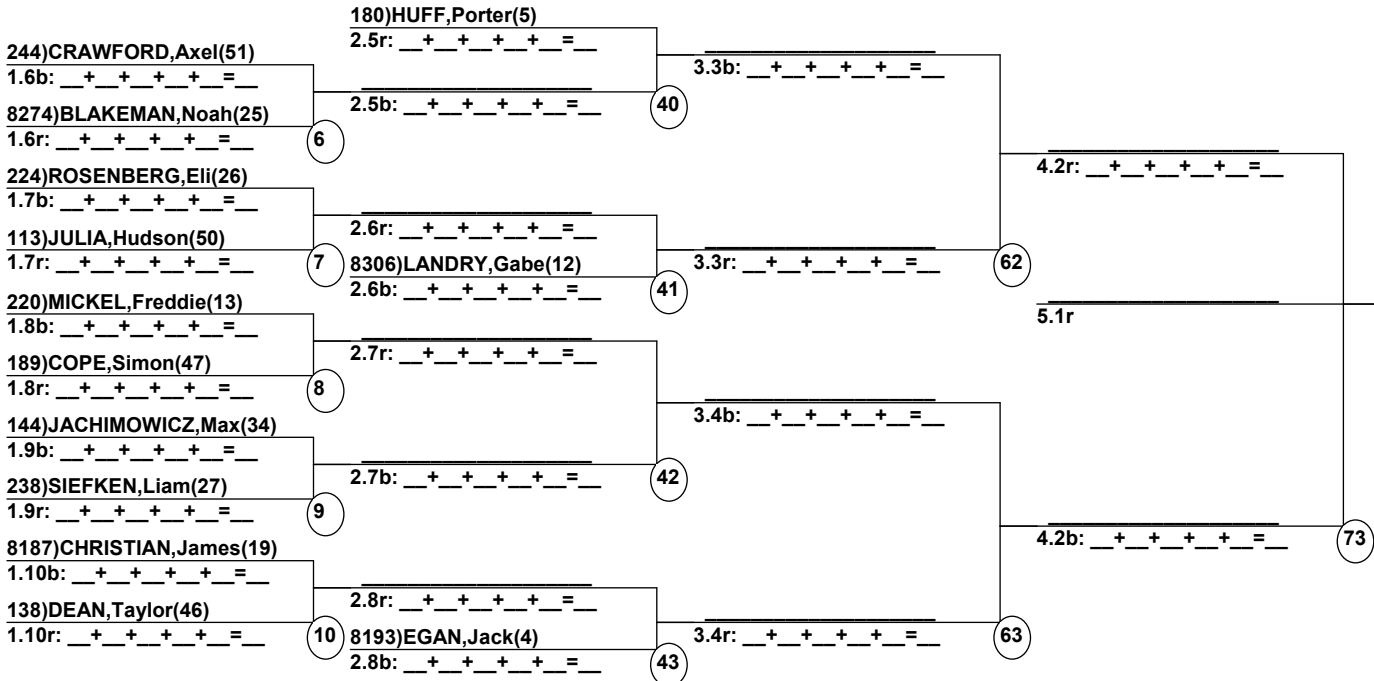 180)HUFF,Porter(5)
2.5r: __+__+__+__+__=__
244)CRAWFORD,Axel(51)
1.6b: __+__+__+__+__=__
2.5b: __+__+__+__+__=__
40
3.3b: __+__+__+__+__=__
8274)BLAKEMAN,Noah(25)
1.6r: __+__+__+__+__=__
6
4.2r: __+__+__+__+__=__
224)ROSENBERG,Eli(26)
1.7b: __+__+__+__+__=__
2.6r: __+__+__+__+__=__
113)JULIA,Hudson(50)
1.7r: __+__+__+__+__=__
7
8306)LANDRY,Gabe(12)
2.6b: __+__+__+__+__=__
41
3.3r: __+__+__+__+__=__
62
220)MICKEL,Freddie(13)
1.8b: __+__+__+__+__=__
2.7r: __+__+__+__+__=__
5.1r
189)COPE,Simon(47)
1.8r: __+__+__+__+__=__
8
3.4b: __+__+__+__+__=__
144)JACHIMOWICZ,Max(34)
1.9b: __+__+__+__+__=__
2.7b: __+__+__+__+__=__
42
238)SIEFKEN,Liam(27)
1.9r: __+__+__+__+__=__
9
4.2b: __+__+__+__+__=__
73
8187)CHRISTIAN,James(19)
1.10b: __+__+__+__+__=__
2.8r: __+__+__+__+__=__
138)DEAN,Taylor(46)
1.10r: __+__+__+__+__=__
10
8193)EGAN,Jack(4)
2.8b: __+__+__+__+__=__
43
3.4r: __+__+__+__+__=__
63